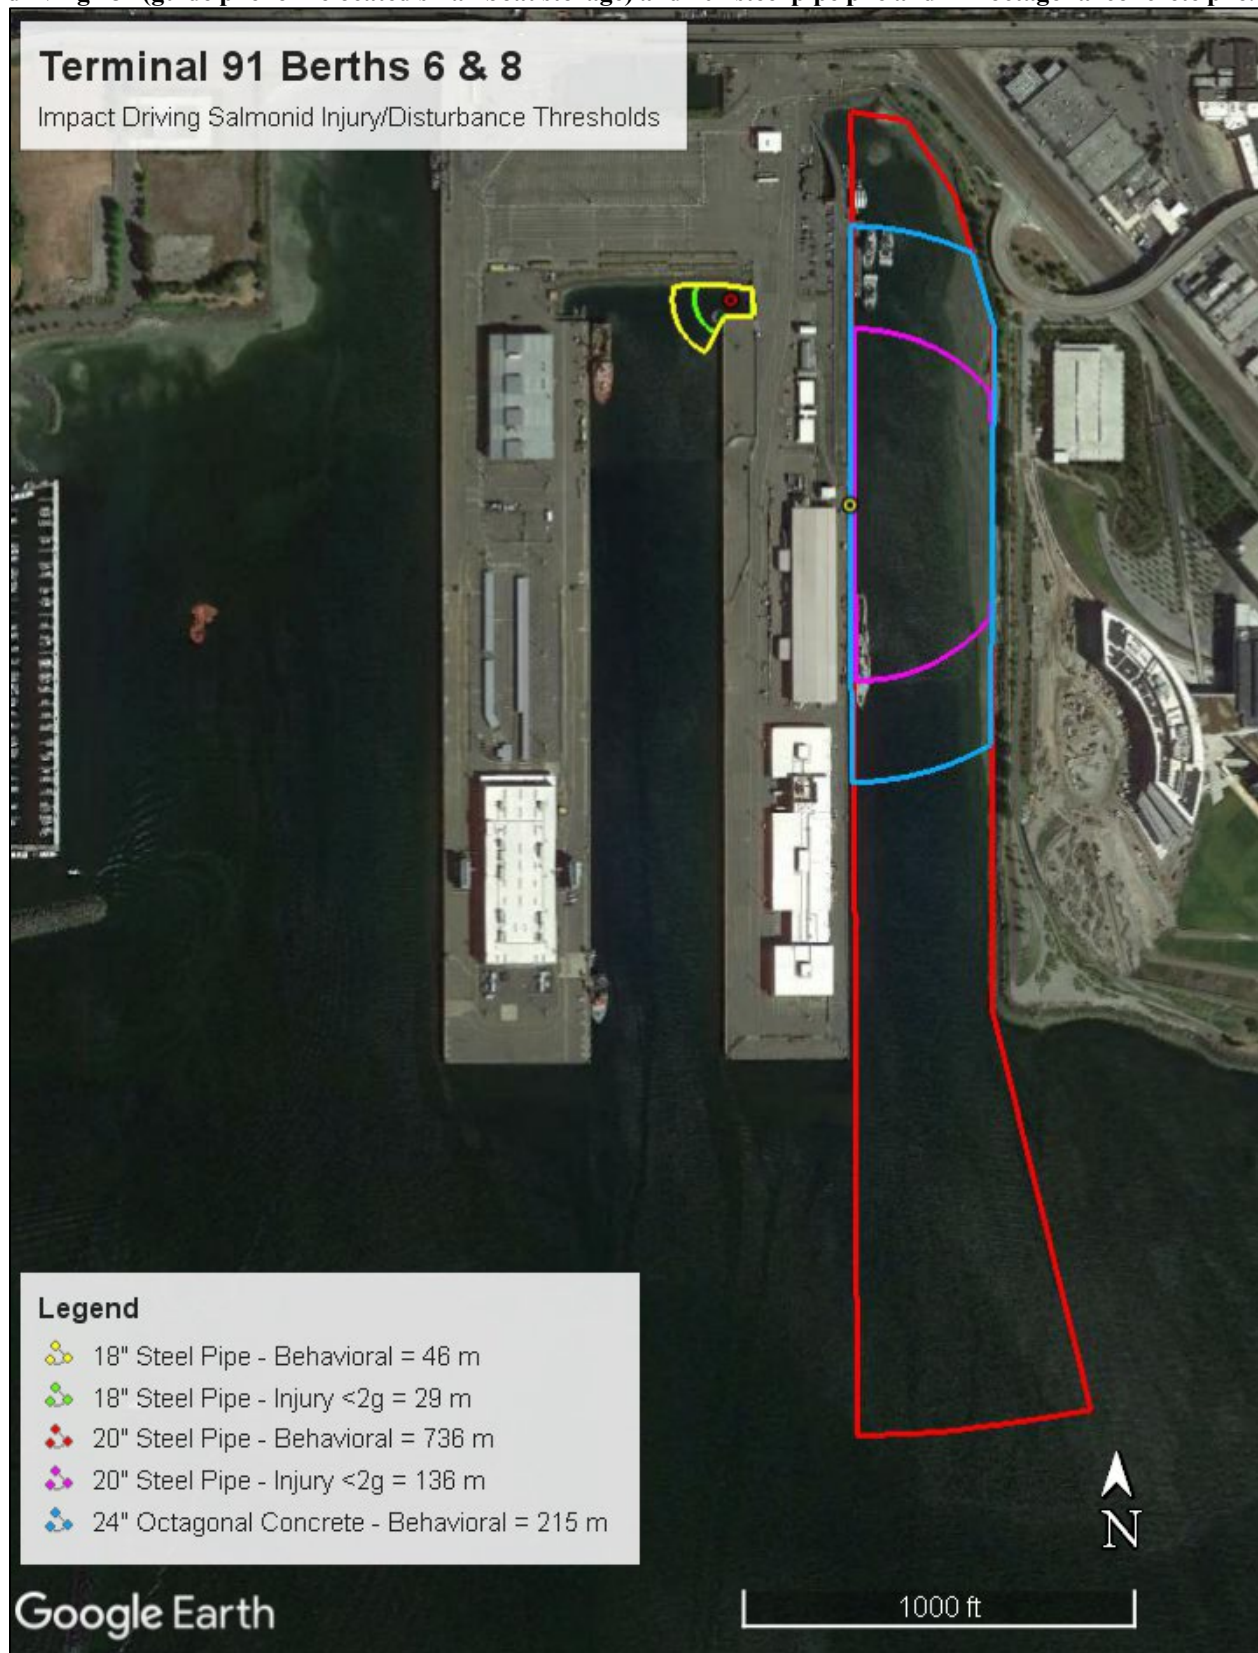 Terminal 91 Berths 6 & 8
Impact Driving Salmonid Injury/Disturbance Thresholds
Legend
18" Steel Pipe - Behavioral = 46 m
18" Steel Pipe - Injury <2g = 29 m
20" Steel Pipe - Behavioral = 736 m
20" Steel Pipe - Injury <2g = 136 m
24" Octagonal Concrete - Behavioral = 215 m
N
Google Earth
1000 ft